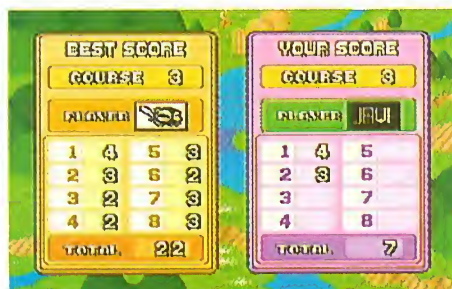 BEST SCORE
COURSE 3
PLAYER
1 4 5 3
2 3 6 2
3 2 7 3
4 2 8 3
TOTAL 22
YOUR SCORE
COURSE 3
PLAYER JAVI
1 4 5
2 3 6
3 7
4 8
TOTAL 7